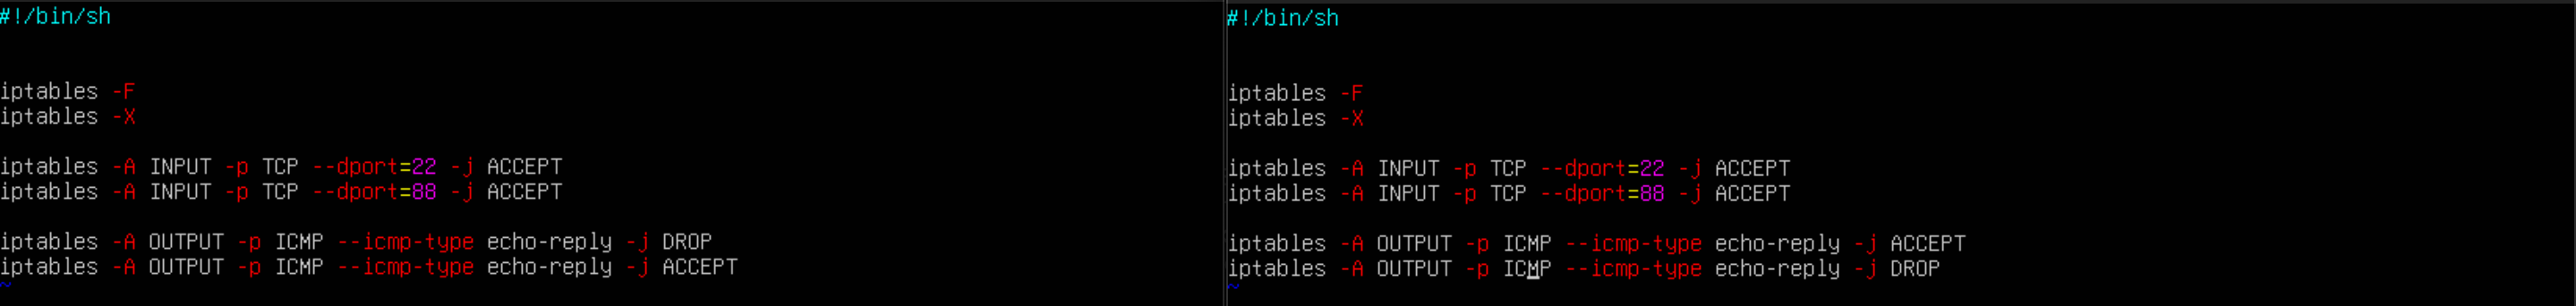 #!/bin/sh
iptables -F
iptables -X
iptables -A INPUT -p TCP --dport=22 -j ACCEPT
iptables -A INPUT -p TCP --dport=88 -j ACCEPT
iptables -A OUTPUT -p ICMP --icmp-type echo-reply -j DROP
iptables -A OUTPUT -p ICMP --icmp-type echo-reply -j ACCEPT
~
#!/bin/sh
iptables -F
iptables -X
iptables -A INPUT -p TCP --dport=22 -j ACCEPT
iptables -A INPUT -p TCP --dport=88 -j ACCEPT
iptables -A OUTPUT -p ICMP --icmp-type echo-reply -j ACCEPT
iptables -A OUTPUT -p ICMP --icmp-type echo-reply -j DROP
~